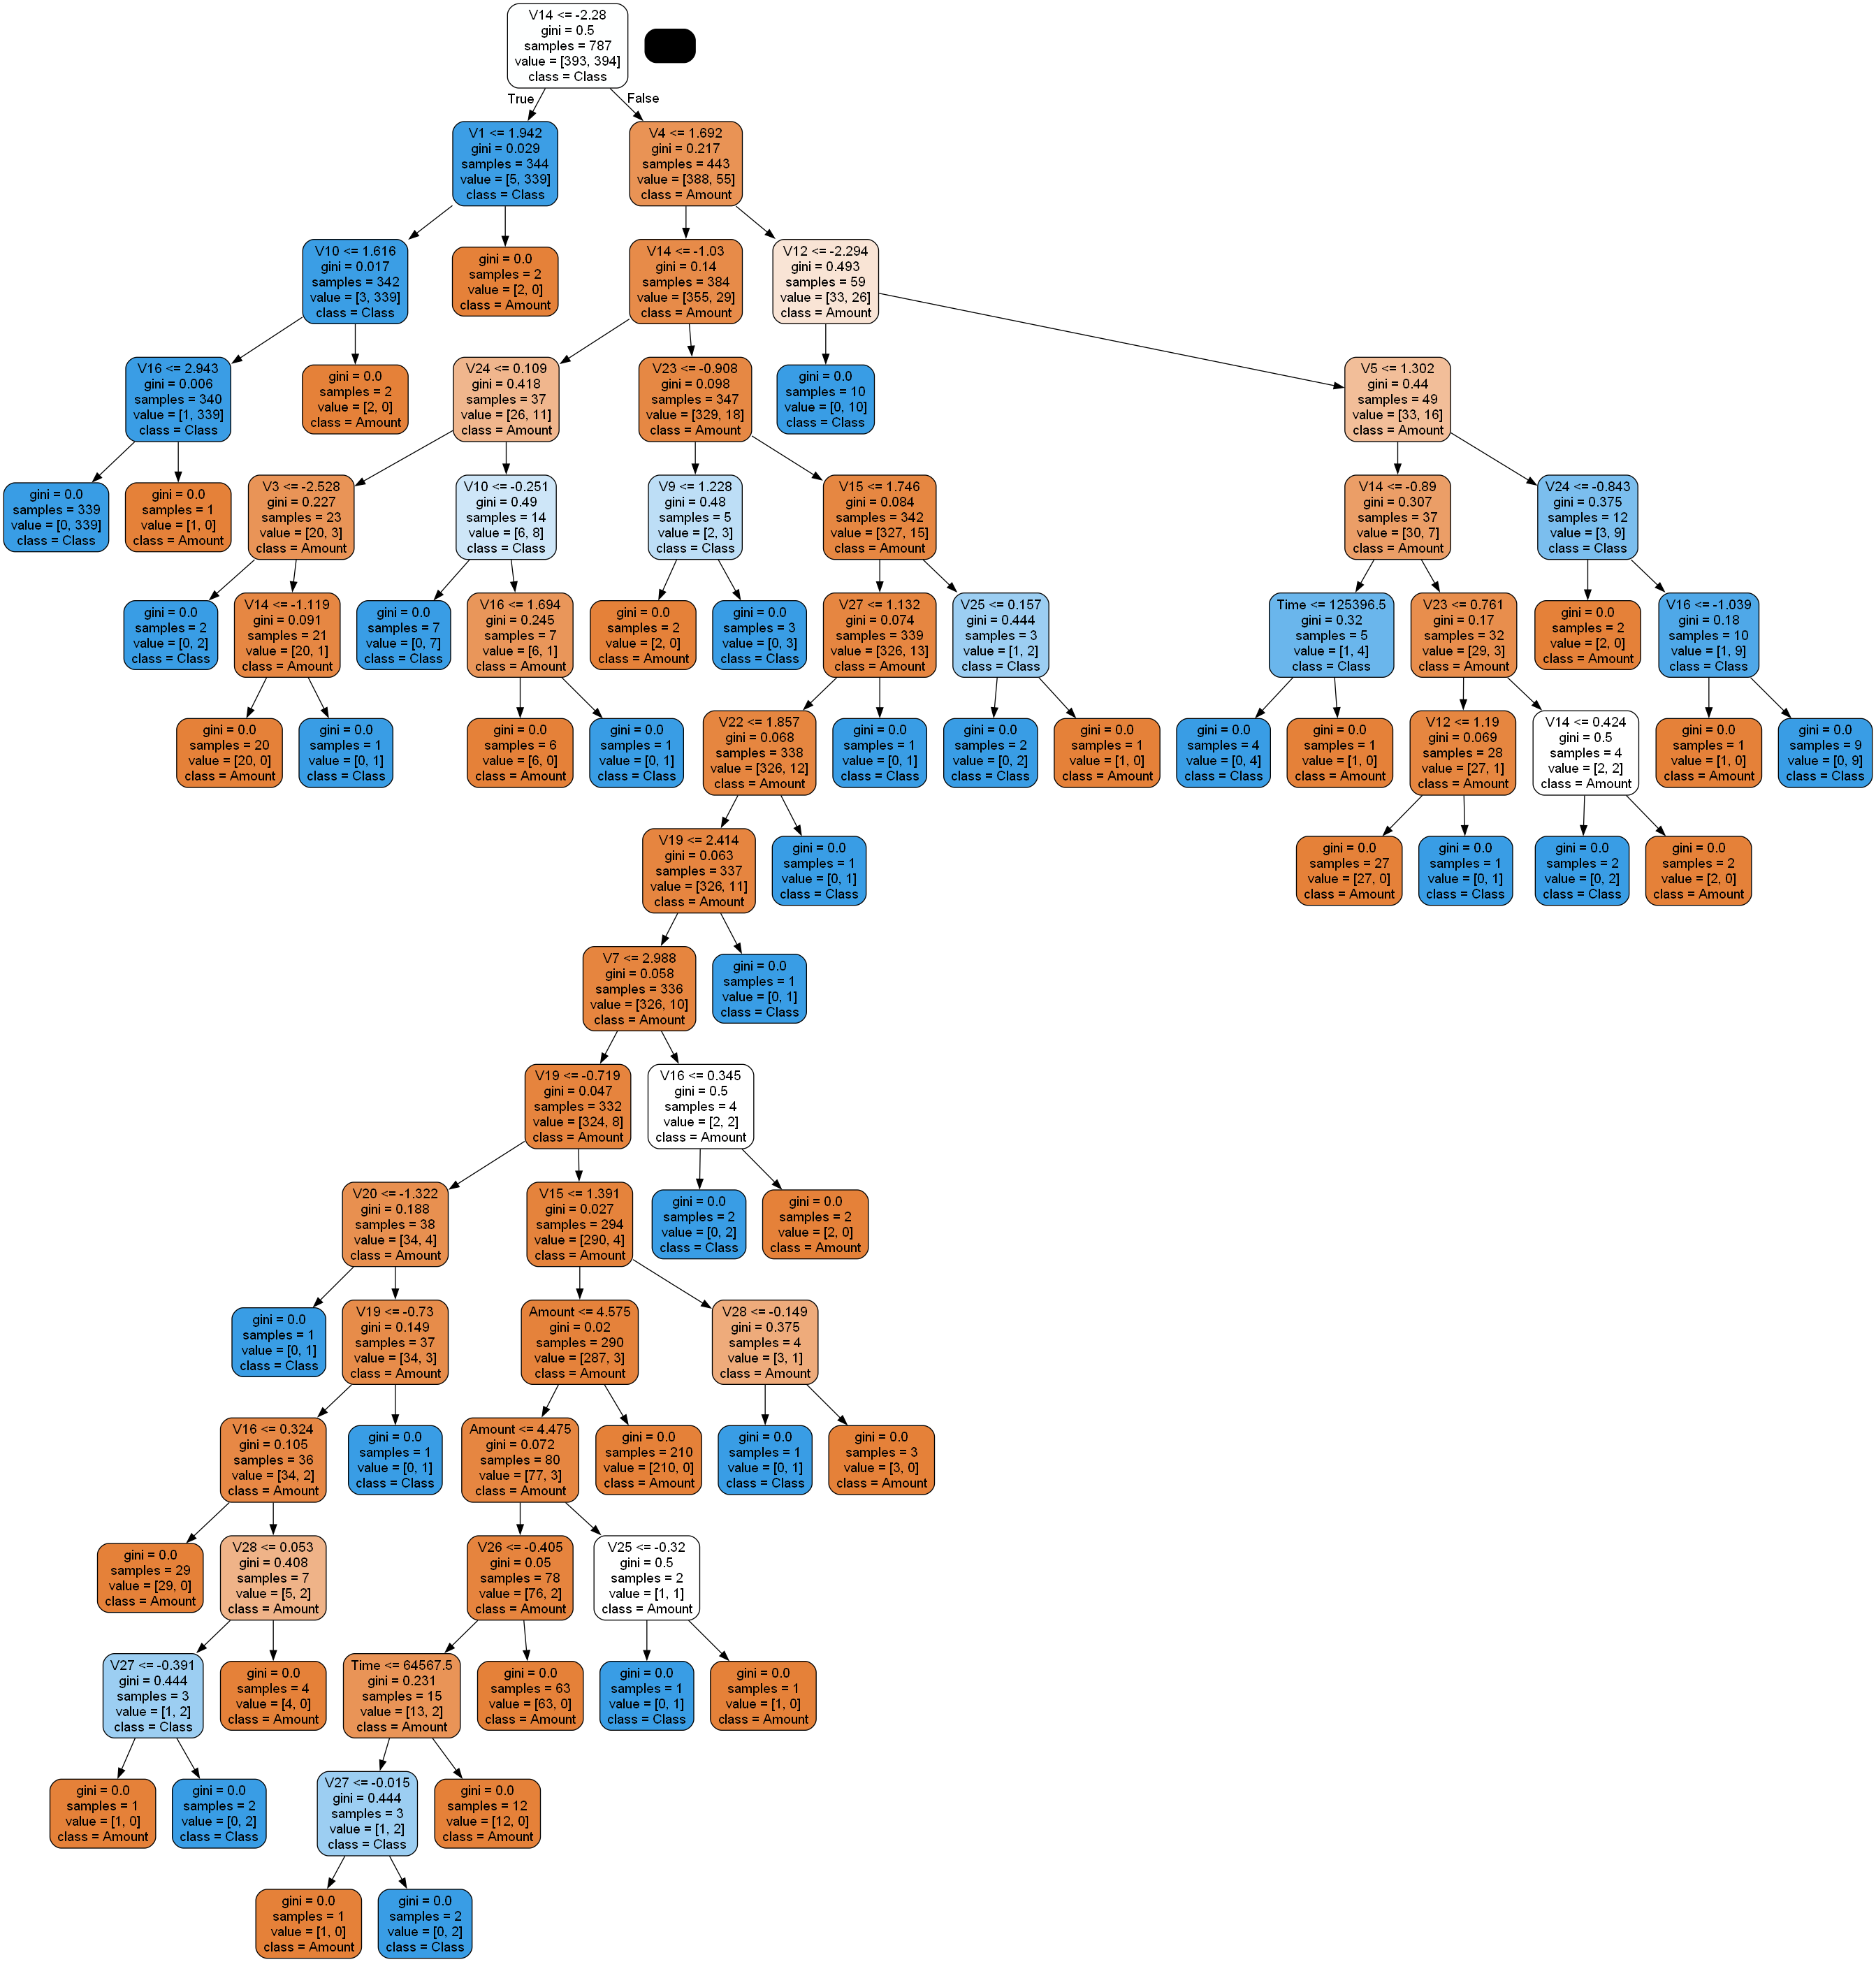 V14 <= -2.28
gini = 0.5
samples = 787
value = [393, 394]
class = Class
True
False
V1 <= 1.942
gini = 0.029
samples = 344
value = [5, 339]
class = Class
V4 <= 1.692
gini = 0.217
samples = 443
value = [388, 55]
class = Amount
V10 <= 1.616
gini = 0.017
samples = 342
value = [3, 339]
class = Class
gini = 0.0
samples = 2
value = [2, 0]
class = Amount
V14 <= -1.03
gini = 0.14
samples = 384
value = [355, 29]
class = Amount
V12 <= -2.294
gini = 0.493
samples = 59
value = [33, 26]
class = Amount
V16 <= 2.943
gini = 0.006
samples = 340
value = [1, 339]
class = Class
gini = 0.0
samples = 2
value = [2, 0]
class = Amount
V24 <= 0.109
gini = 0.418
samples = 37
value = [26, 11]
class = Amount
V23 <= -0.908
gini = 0.098
samples = 347
value = [329, 18]
class = Amount
gini = 0.0
samples = 10
value = [0, 10]
class = Class
V5 <= 1.302
gini = 0.44
samples = 49
value = [33, 16]
class = Amount
gini = 0.0
samples = 339
value = [0, 339]
class = Class
gini = 0.0
samples = 1
value = [1, 0]
class = Amount
V3 <= -2.528
gini = 0.227
samples = 23
value = [20, 3]
class = Amount
V10 <= -0.251
gini = 0.49
samples = 14
value = [6, 8]
class = Class
V9 <= 1.228
gini = 0.48
samples = 5
value = [2, 3]
class = Class
V15 <= 1.746
gini = 0.084
samples = 342
value = [327, 15]
class = Amount
V14 <= -0.89
gini = 0.307
samples = 37
value = [30, 7]
class = Amount
V24 <= -0.843
gini = 0.375
samples = 12
value = [3, 9]
class = Class
gini = 0.0
samples = 2
value = [0, 2]
class = Class
V14 <= -1.119
gini = 0.091
samples = 21
value = [20, 1]
class = Amount
gini = 0.0
samples = 7
value = [0, 7]
class = Class
V16 <= 1.694
gini = 0.245
samples = 7
value = [6, 1]
class = Amount
gini = 0.0
samples = 2
value = [2, 0]
class = Amount
gini = 0.0
samples = 3
value = [0, 3]
class = Class
V27 <= 1.132
gini = 0.074
samples = 339
value = [326, 13]
class = Amount
V25 <= 0.157
gini = 0.444
samples = 3
value = [1, 2]
class = Class
Time <= 125396.5
gini = 0.32
samples = 5
value = [1, 4]
class = Class
V23 <= 0.761
gini = 0.17
samples = 32
value = [29, 3]
class = Amount
gini = 0.0
samples = 2
value = [2, 0]
class = Amount
V16 <= -1.039
gini = 0.18
samples = 10
value = [1, 9]
class = Class
gini = 0.0
samples = 20
value = [20, 0]
class = Amount
gini = 0.0
samples = 1
value = [0, 1]
class = Class
gini = 0.0
samples = 6
value = [6, 0]
class = Amount
gini = 0.0
samples = 1
value = [0, 1]
class = Class
V22 <= 1.857
gini = 0.068
samples = 338
value = [326, 12]
class = Amount
gini = 0.0
samples = 1
value = [0, 1]
class = Class
gini = 0.0
samples = 2
value = [0, 2]
class = Class
gini = 0.0
samples = 1
value = [1, 0]
class = Amount
gini = 0.0
samples = 4
value = [0, 4]
class = Class
gini = 0.0
samples = 1
value = [1, 0]
class = Amount
V12 <= 1.19
gini = 0.069
samples = 28
value = [27, 1]
class = Amount
V14 <= 0.424
gini = 0.5
samples = 4
value = [2, 2]
class = Amount
gini = 0.0
samples = 1
value = [1, 0]
class = Amount
gini = 0.0
samples = 9
value = [0, 9]
class = Class
V19 <= 2.414
gini = 0.063
samples = 337
value = [326, 11]
class = Amount
gini = 0.0
samples = 1
value = [0, 1]
class = Class
gini = 0.0
samples = 27
value = [27, 0]
class = Amount
gini = 0.0
samples = 1
value = [0, 1]
class = Class
gini = 0.0
samples = 2
value = [0, 2]
class = Class
gini = 0.0
samples = 2
value = [2, 0]
class = Amount
V7 <= 2.988
gini = 0.058
samples = 336
value = [326, 10]
class = Amount
gini = 0.0
samples = 1
value = [0, 1]
class = Class
V19 <= -0.719
gini = 0.047
samples = 332
value = [324, 8]
class = Amount
V16 <= 0.345
gini = 0.5
samples = 4
value = [2, 2]
class = Amount
V20 <= -1.322
gini = 0.188
samples = 38
value = [34, 4]
class = Amount
V15 <= 1.391
gini = 0.027
samples = 294
value = [290, 4]
class = Amount
gini = 0.0
samples = 2
value = [0, 2]
class = Class
gini = 0.0
samples = 2
value = [2, 0]
class = Amount
gini = 0.0
samples = 1
value = [0, 1]
class = Class
V19 <= -0.73
gini = 0.149
samples = 37
value = [34, 3]
class = Amount
Amount <= 4.575
gini = 0.02
samples = 290
value = [287, 3]
class = Amount
V28 <= -0.149
gini = 0.375
samples = 4
value = [3, 1]
class = Amount
V16 <= 0.324
gini = 0.105
samples = 36
value = [34, 2]
class = Amount
gini = 0.0
samples = 1
value = [0, 1]
class = Class
Amount <= 4.475
gini = 0.072
samples = 80
value = [77, 3]
class = Amount
gini = 0.0
samples = 210
value = [210, 0]
class = Amount
gini = 0.0
samples = 1
value = [0, 1]
class = Class
gini = 0.0
samples = 3
value = [3, 0]
class = Amount
gini = 0.0
samples = 29
value = [29, 0]
class = Amount
V28 <= 0.053
gini = 0.408
samples = 7
value = [5, 2]
class = Amount
V26 <= -0.405
gini = 0.05
samples = 78
value = [76, 2]
class = Amount
V25 <= -0.32
gini = 0.5
samples = 2
value = [1, 1]
class = Amount
V27 <= -0.391
gini = 0.444
samples = 3
value = [1, 2]
class = Class
gini = 0.0
samples = 4
value = [4, 0]
class = Amount
Time <= 64567.5
gini = 0.231
samples = 15
value = [13, 2]
class = Amount
gini = 0.0
samples = 63
value = [63, 0]
class = Amount
gini = 0.0
samples = 1
value = [0, 1]
class = Class
gini = 0.0
samples = 1
value = [1, 0]
class = Amount
gini = 0.0
samples = 1
value = [1, 0]
class = Amount
gini = 0.0
samples = 2
value = [0, 2]
class = Class
V27 <= -0.015
gini = 0.444
samples = 3
value = [1, 2]
class = Class
gini = 0.0
samples = 12
value = [12, 0]
class = Amount
gini = 0.0
samples = 1
value = [1, 0]
class = Amount
gini = 0.0
samples = 2
value = [0, 2]
class = Class